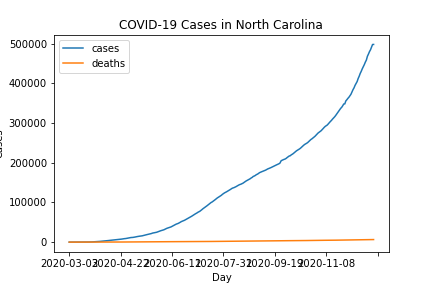 COVID-19 Cases in North Carolina
cases
deaths
500000
400000
300000
200000
100000
0
Cases
2020-03-03 2020-04-22 2020-06-11 2020-07-31 2020-09-19 2020-11-08
Day